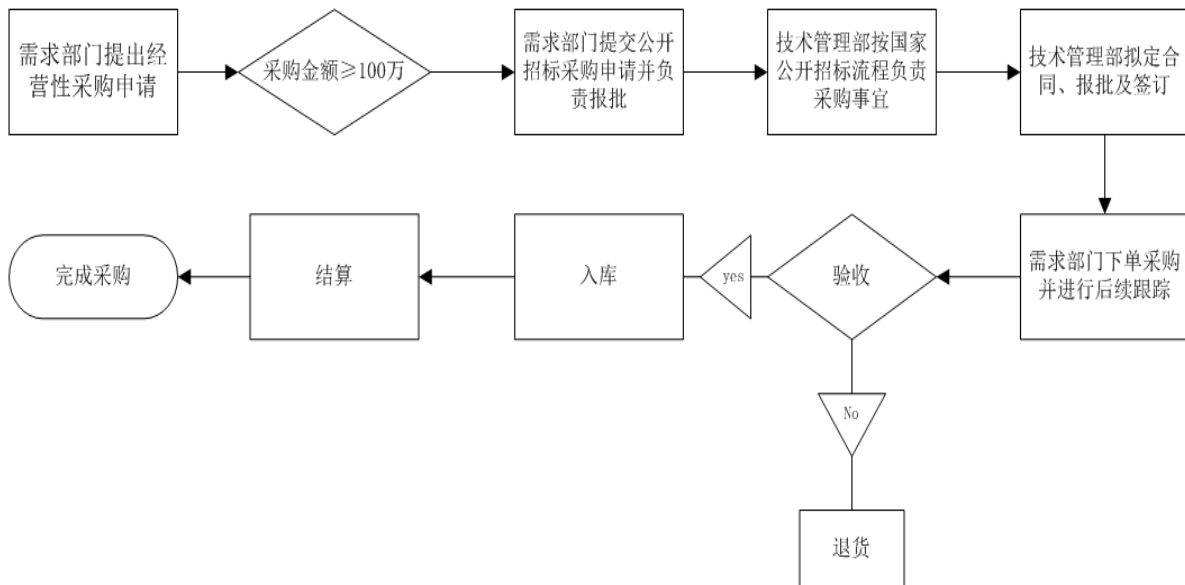 需求部门提出经
营性采购申请
采购金额≥100万
需求部门提交公开
招标采购申请并负
责报批
技术管理部按国家
公开招标流程负责
采购事宜
技术管理部拟定合
同、报批及签订
需求部门下单采购
并进行后续跟踪
验收
yes
入库
结算
完成采购
No
退货